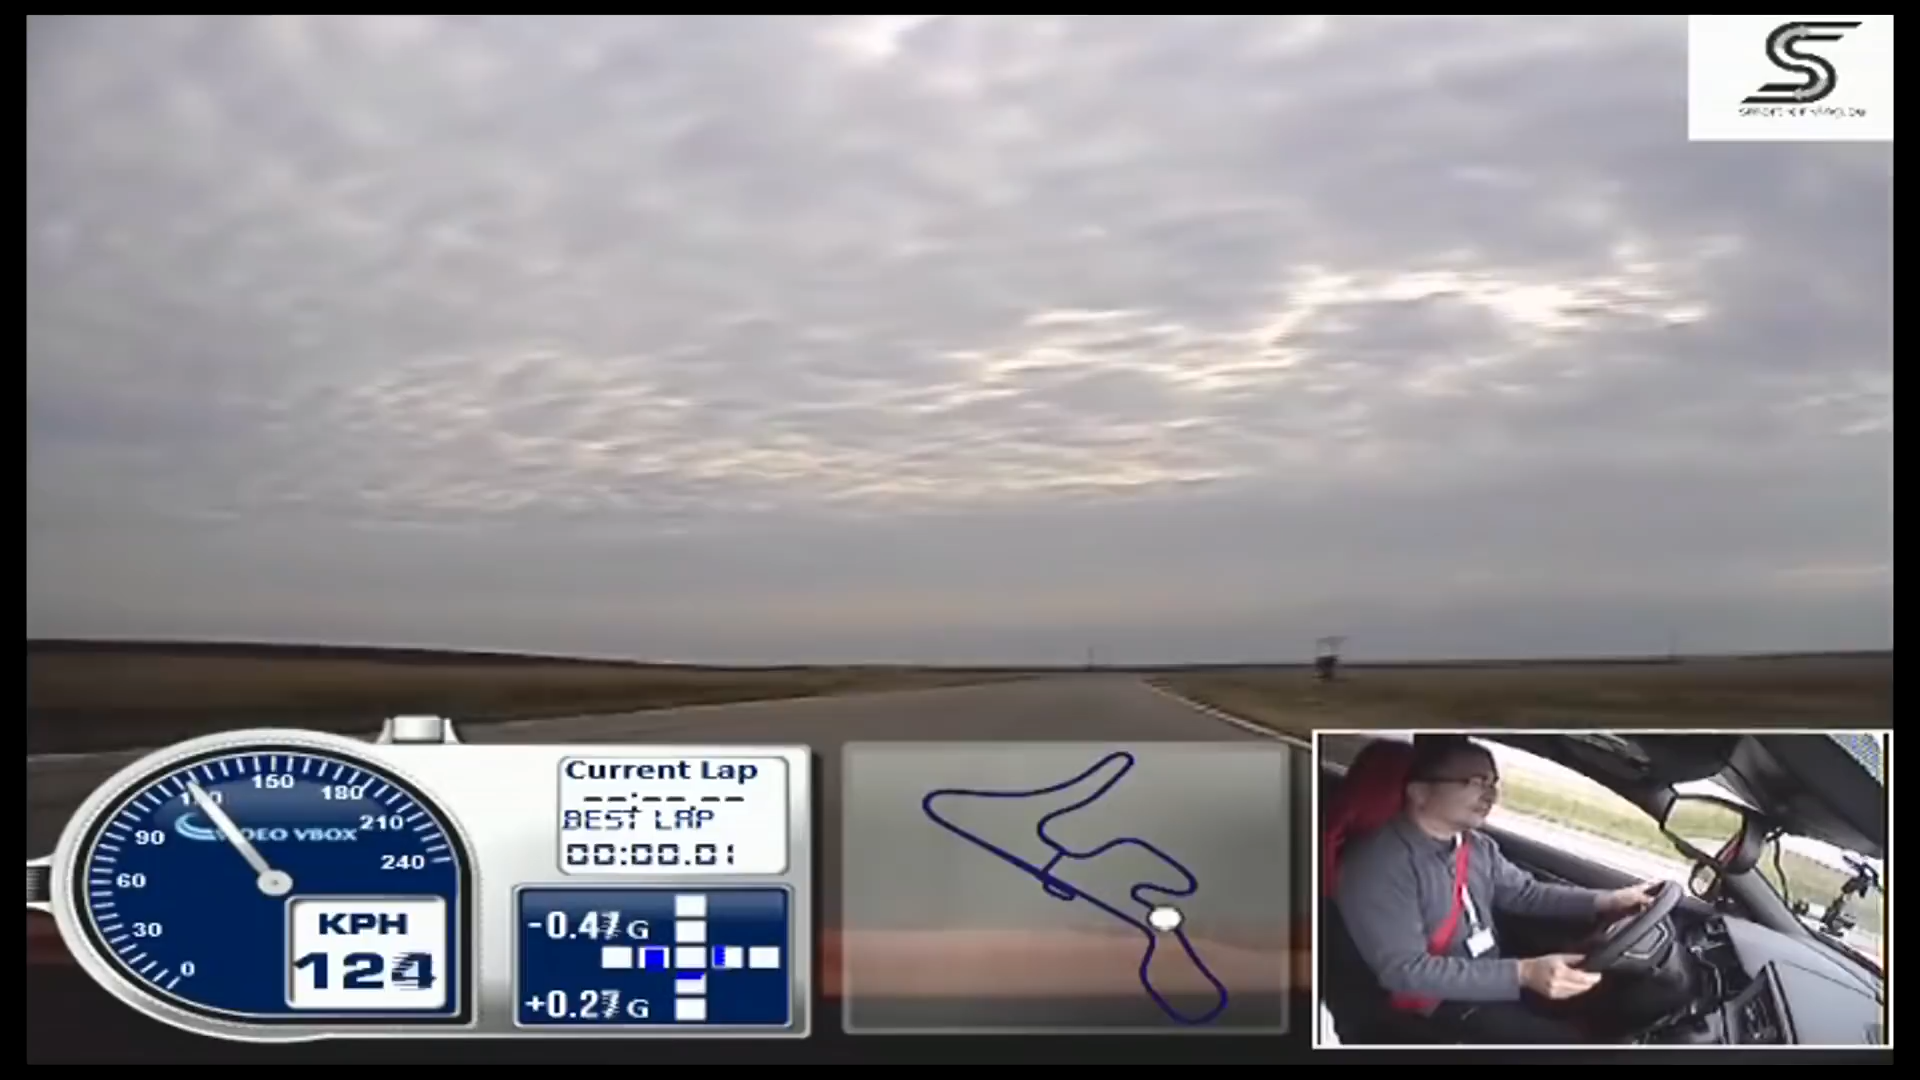 Current Lap
--:--.--
BEST LAP
00:00.01
150
180
210
240
90
60
30
0
VIDEO VBOX
KPH
124
-0.47 G
+0.27 G